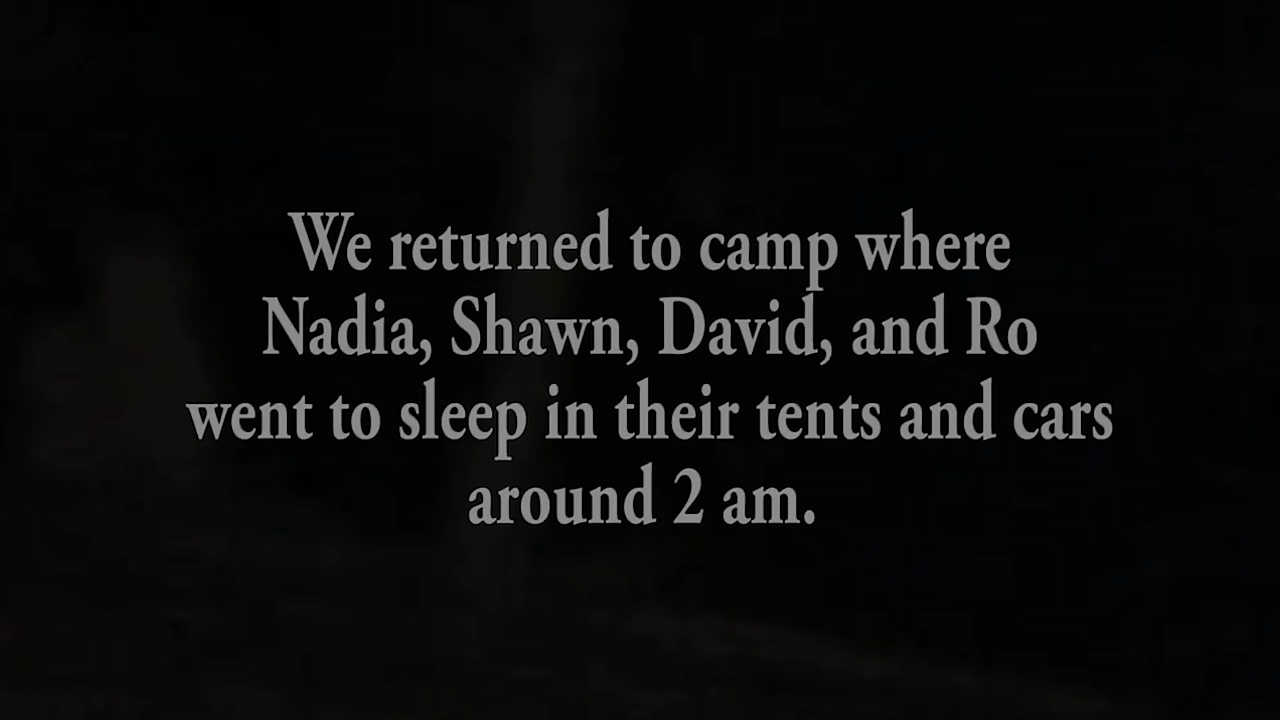 We returned to camp where
Nadia, Shawn, David, and Ro
went to sleep in their tents and cars
around 2 am.